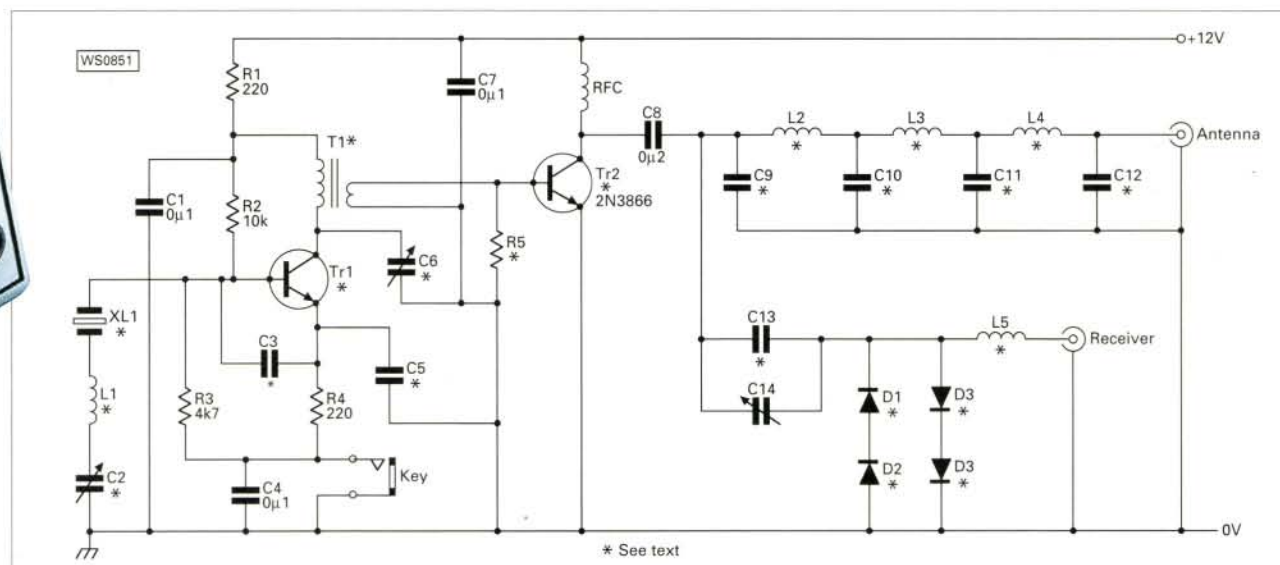 WS0851
+12V
R1
220
C7
0µ1
RFC
T1*
C8
0µ2
L2
*
L3
*
L4
*
Antenna
C1
0µ1
R2
10k
Tr2
*
2N3866
C9
*
C10
*
C11
*
C12
*
Tr1
*
C6
*
R5
*
XL1
*
C3
*
C5
*
C13
*
L5
*
Receiver
L1
*
R3
4k7
R4
220
C14
D1
*
D3
*
C2
*
C4
0µ1
Key
D2
*
D3
*
0V
* See text